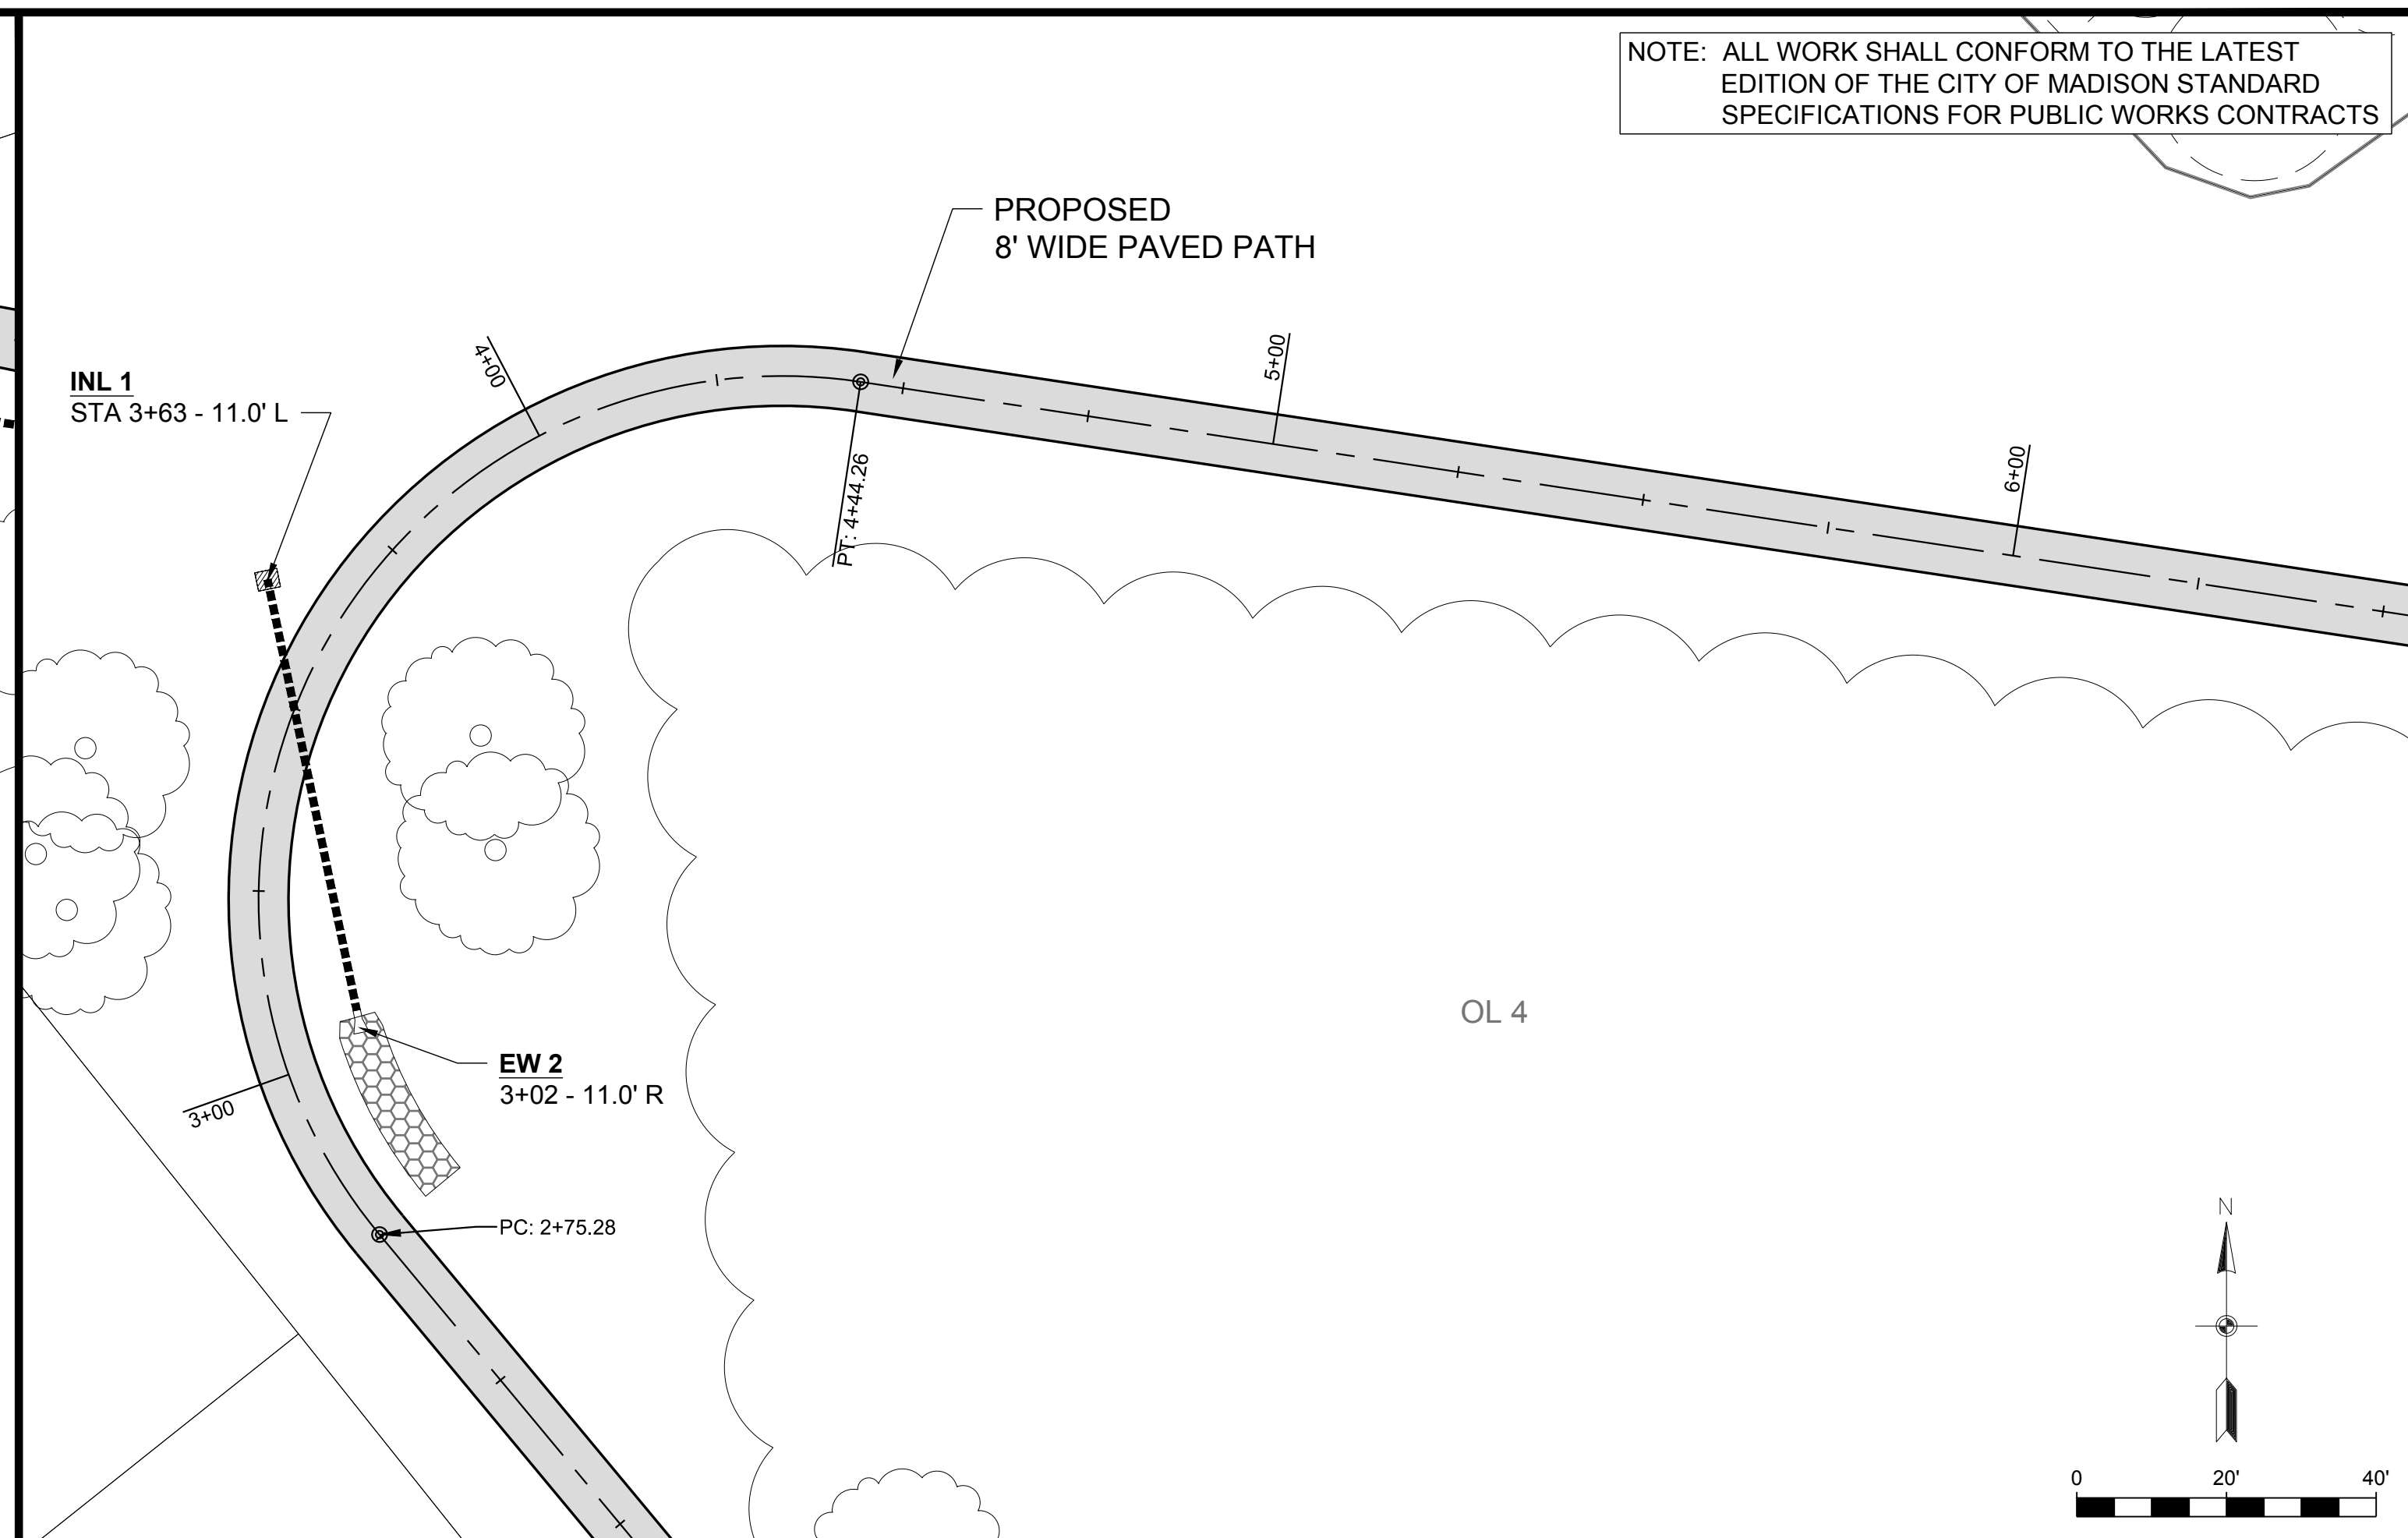 NOTE: ALL WORK SHALL CONFORM TO THE LATEST
EDITION OF THE CITY OF MADISON STANDARD
SPECIFICATIONS FOR PUBLIC WORKS CONTRACTS
PROPOSED
8' WIDE PAVED PATH
4+00
5+00
INL 1
STA 3+63 - 11.0' L
PT: 4+44.26
6+00
OL 4
EW 2
3+02 - 11.0' R
3+00
PC: 2+75.28
N
0 20' 40'